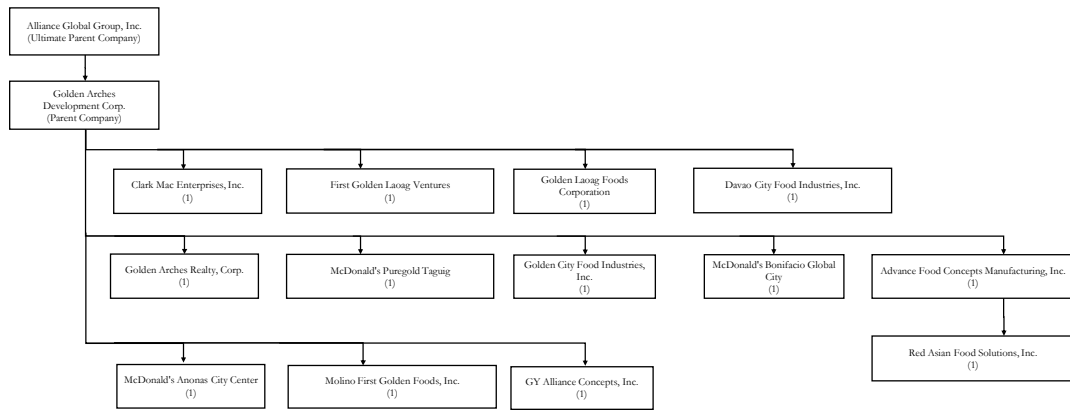 Alliance Global Group, Inc.
(Ultimate Parent Company)
Golden Arches
Development Corp.
(Parent Company)
Clark Mac Enterprises, Inc.
(1)
First Golden Laoag Ventures
(1)
Golden Laoag Foods
Corporation
(1)
Davao City Food Industries, Inc.
(1)
Golden Arches Realty, Corp.
(1)
McDonald's Puregold Taguig
(1)
Golden City Food Industries,
Inc.
(1)
McDonald's Bonifacio Global
City
(1)
Advance Food Concepts Manufacturing, Inc.
(1)
Red Asian Food Solutions, Inc.
(1)
McDonald's Anonas City Center
(1)
Molino First Golden Foods, Inc.
(1)
GY Alliance Concepts, Inc.
(1)